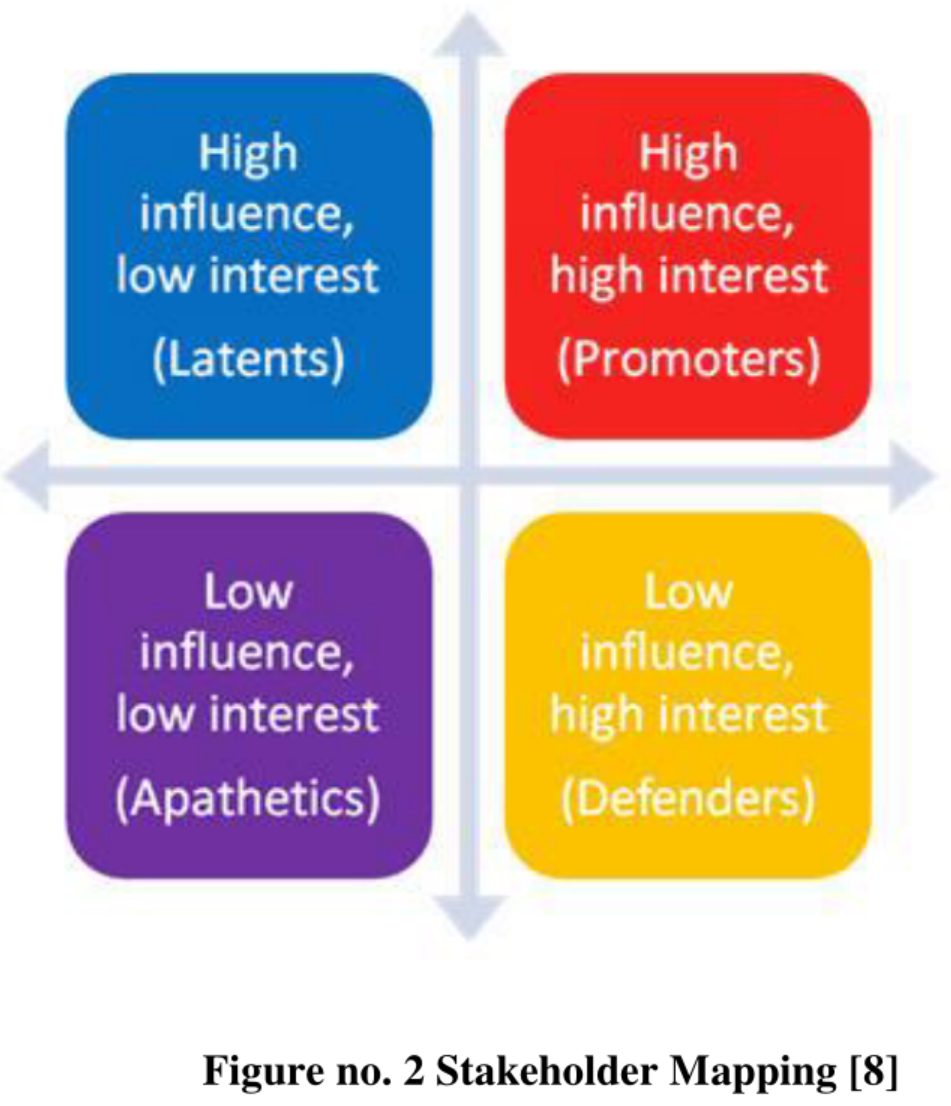 High
influence,
low interest
(Latents)
High
influence,
high interest
(Promoters)
Low
influence,
low interest
(Apathetics)
Low
influence,
high interest
(Defenders)
Figure no. 2 Stakeholder Mapping [8]